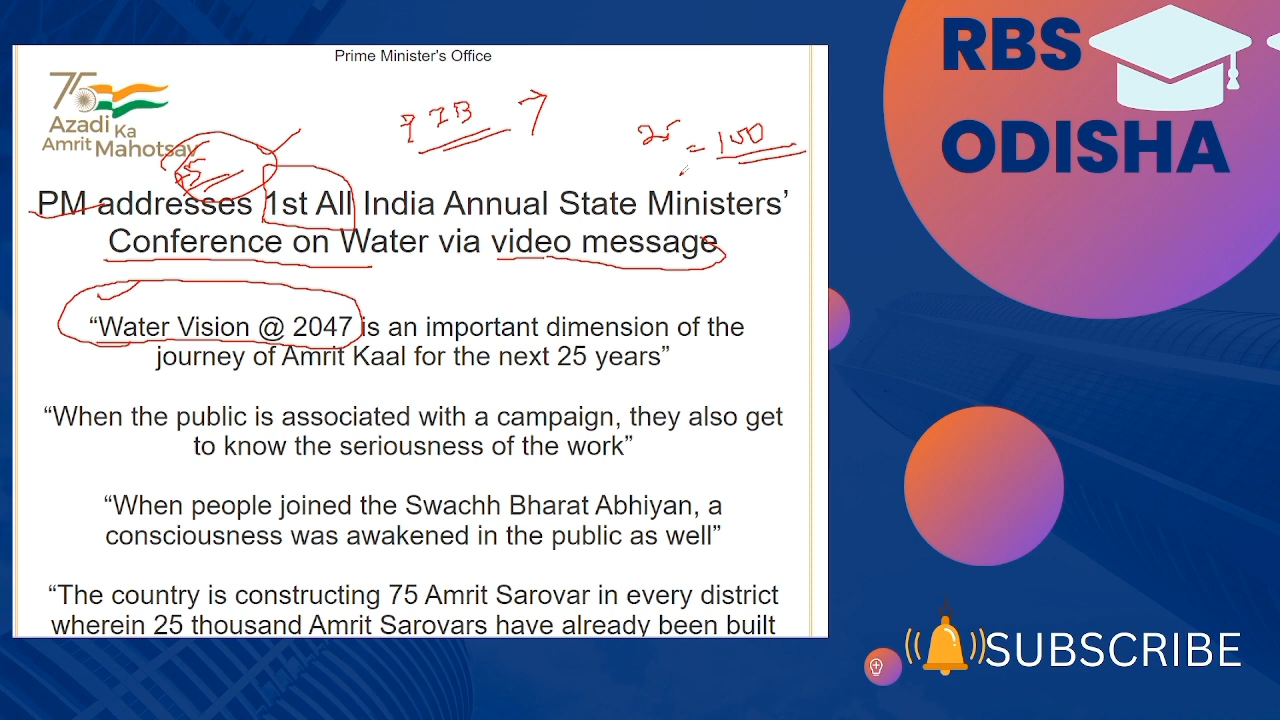 Prime Minister's Office
75
Azadi Ka
Amrit Mahotsav
PIB
25 = 100
75
PM addresses 1st All India Annual State Ministers’
Conference on Water via video message
“Water Vision @ 2047 is an important dimension of the
journey of Amrit Kaal for the next 25 years”
“When the public is associated with a campaign, they also get
to know the seriousness of the work”
“When people joined the Swachh Bharat Abhiyan, a
consciousness was awakened in the public as well”
“The country is constructing 75 Amrit Sarovar in every district
wherein 25 thousand Amrit Sarovars have already been built
RBS
ODISHA
SUBSCRIBE